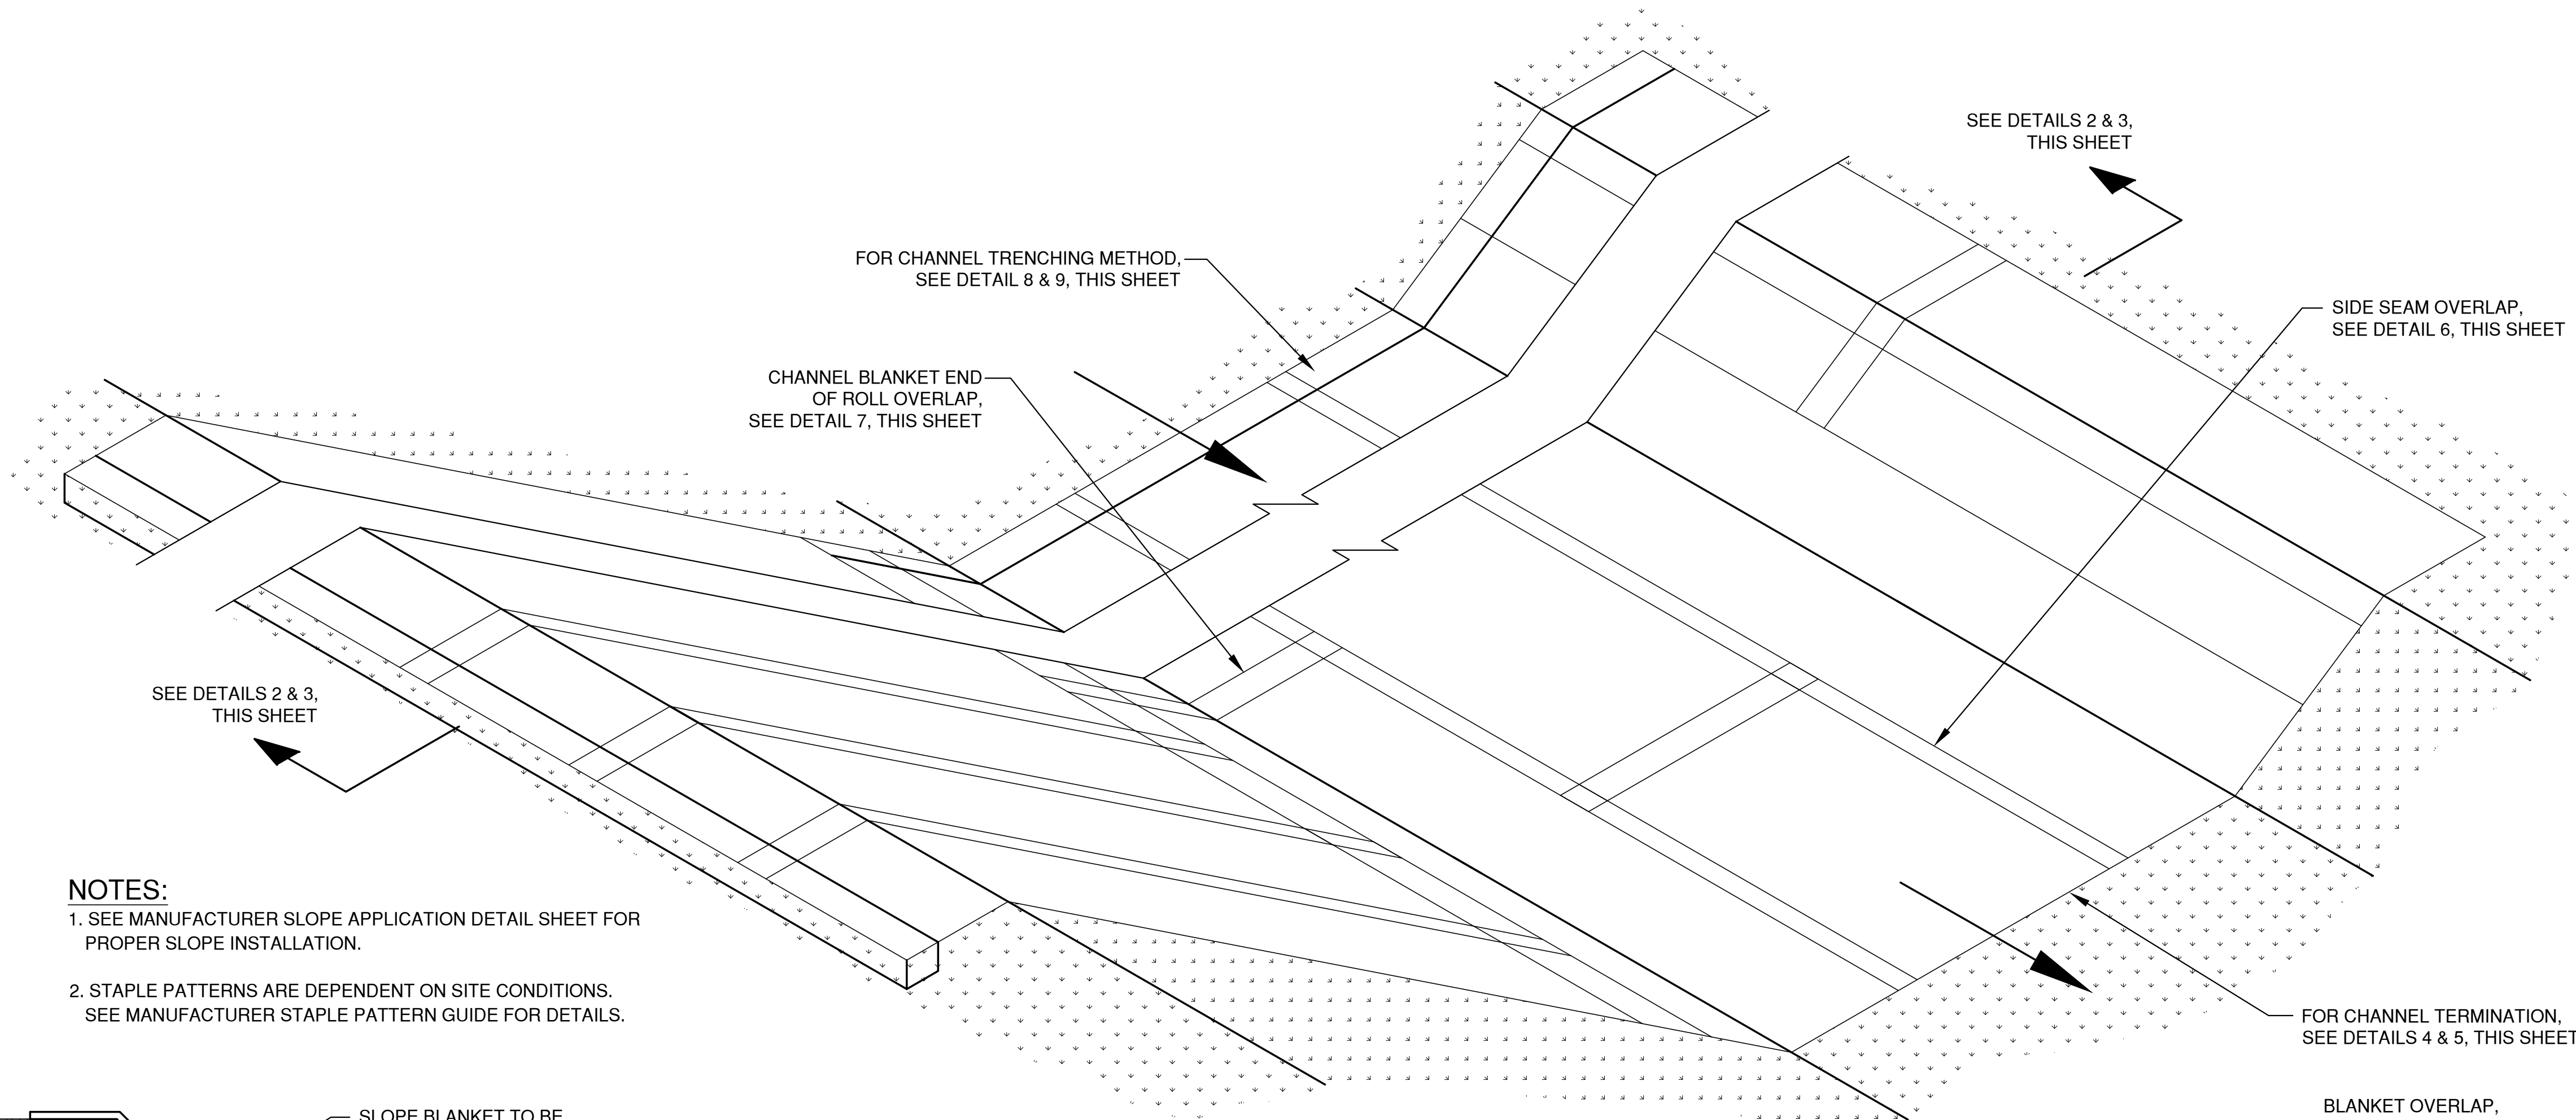 SEE DETAILS 2 & 3,
THIS SHEET
FOR CHANNEL TRENCHING METHOD,
SEE DETAIL 8 & 9, THIS SHEET
SIDE SEAM OVERLAP,
SEE DETAIL 6, THIS SHEET
CHANNEL BLANKET END
OF ROLL OVERLAP,
SEE DETAIL 7, THIS SHEET
SEE DETAILS 2 & 3,
THIS SHEET
NOTES:
1. SEE MANUFACTURER SLOPE APPLICATION DETAIL SHEET FOR
PROPER SLOPE INSTALLATION.
2. STAPLE PATTERNS ARE DEPENDENT ON SITE CONDITIONS.
SEE MANUFACTURER STAPLE PATTERN GUIDE FOR DETAILS.
FOR CHANNEL TERMINATION,
SEE DETAILS 4 & 5, THIS SHEET
SLOPE BLANKET TO BE
BLANKET OVERLAP,